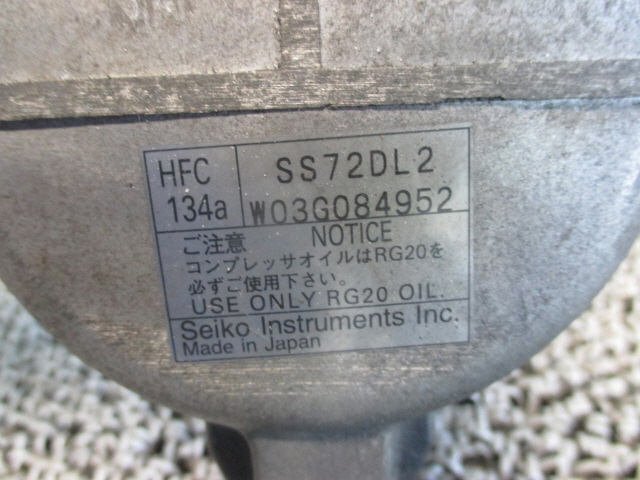 HFC
134a
SS72DL2
W03G084952
ご注意 NOTICE
コンプレッサオイルはRG20を
必ずご使用下さい。
USE ONLY RG20 OIL.
Seiko Instruments Inc.
Made in Japan